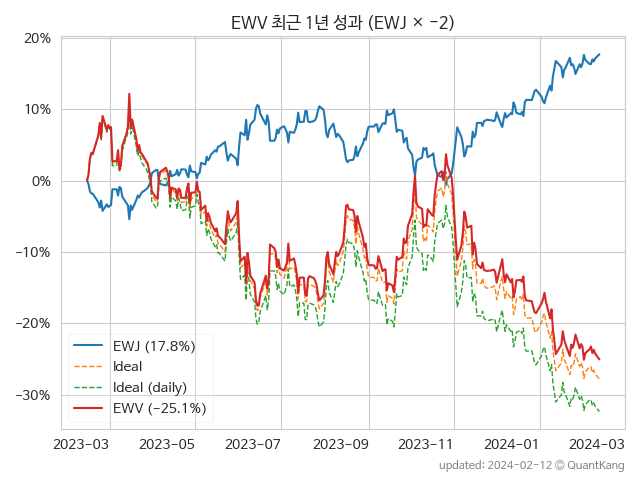 EWV 최근 1년 성과 (EWJ × -2)
20%
10%
0%
−10%
−20%
−30%
EWJ (17.8%)
Ideal
Ideal (daily)
EWV (-25.1%)
2023-03 2023-05 2023-07 2023-09 2023-11 2024-01 2024-03
updated: 2024-02-12 © QuantKang